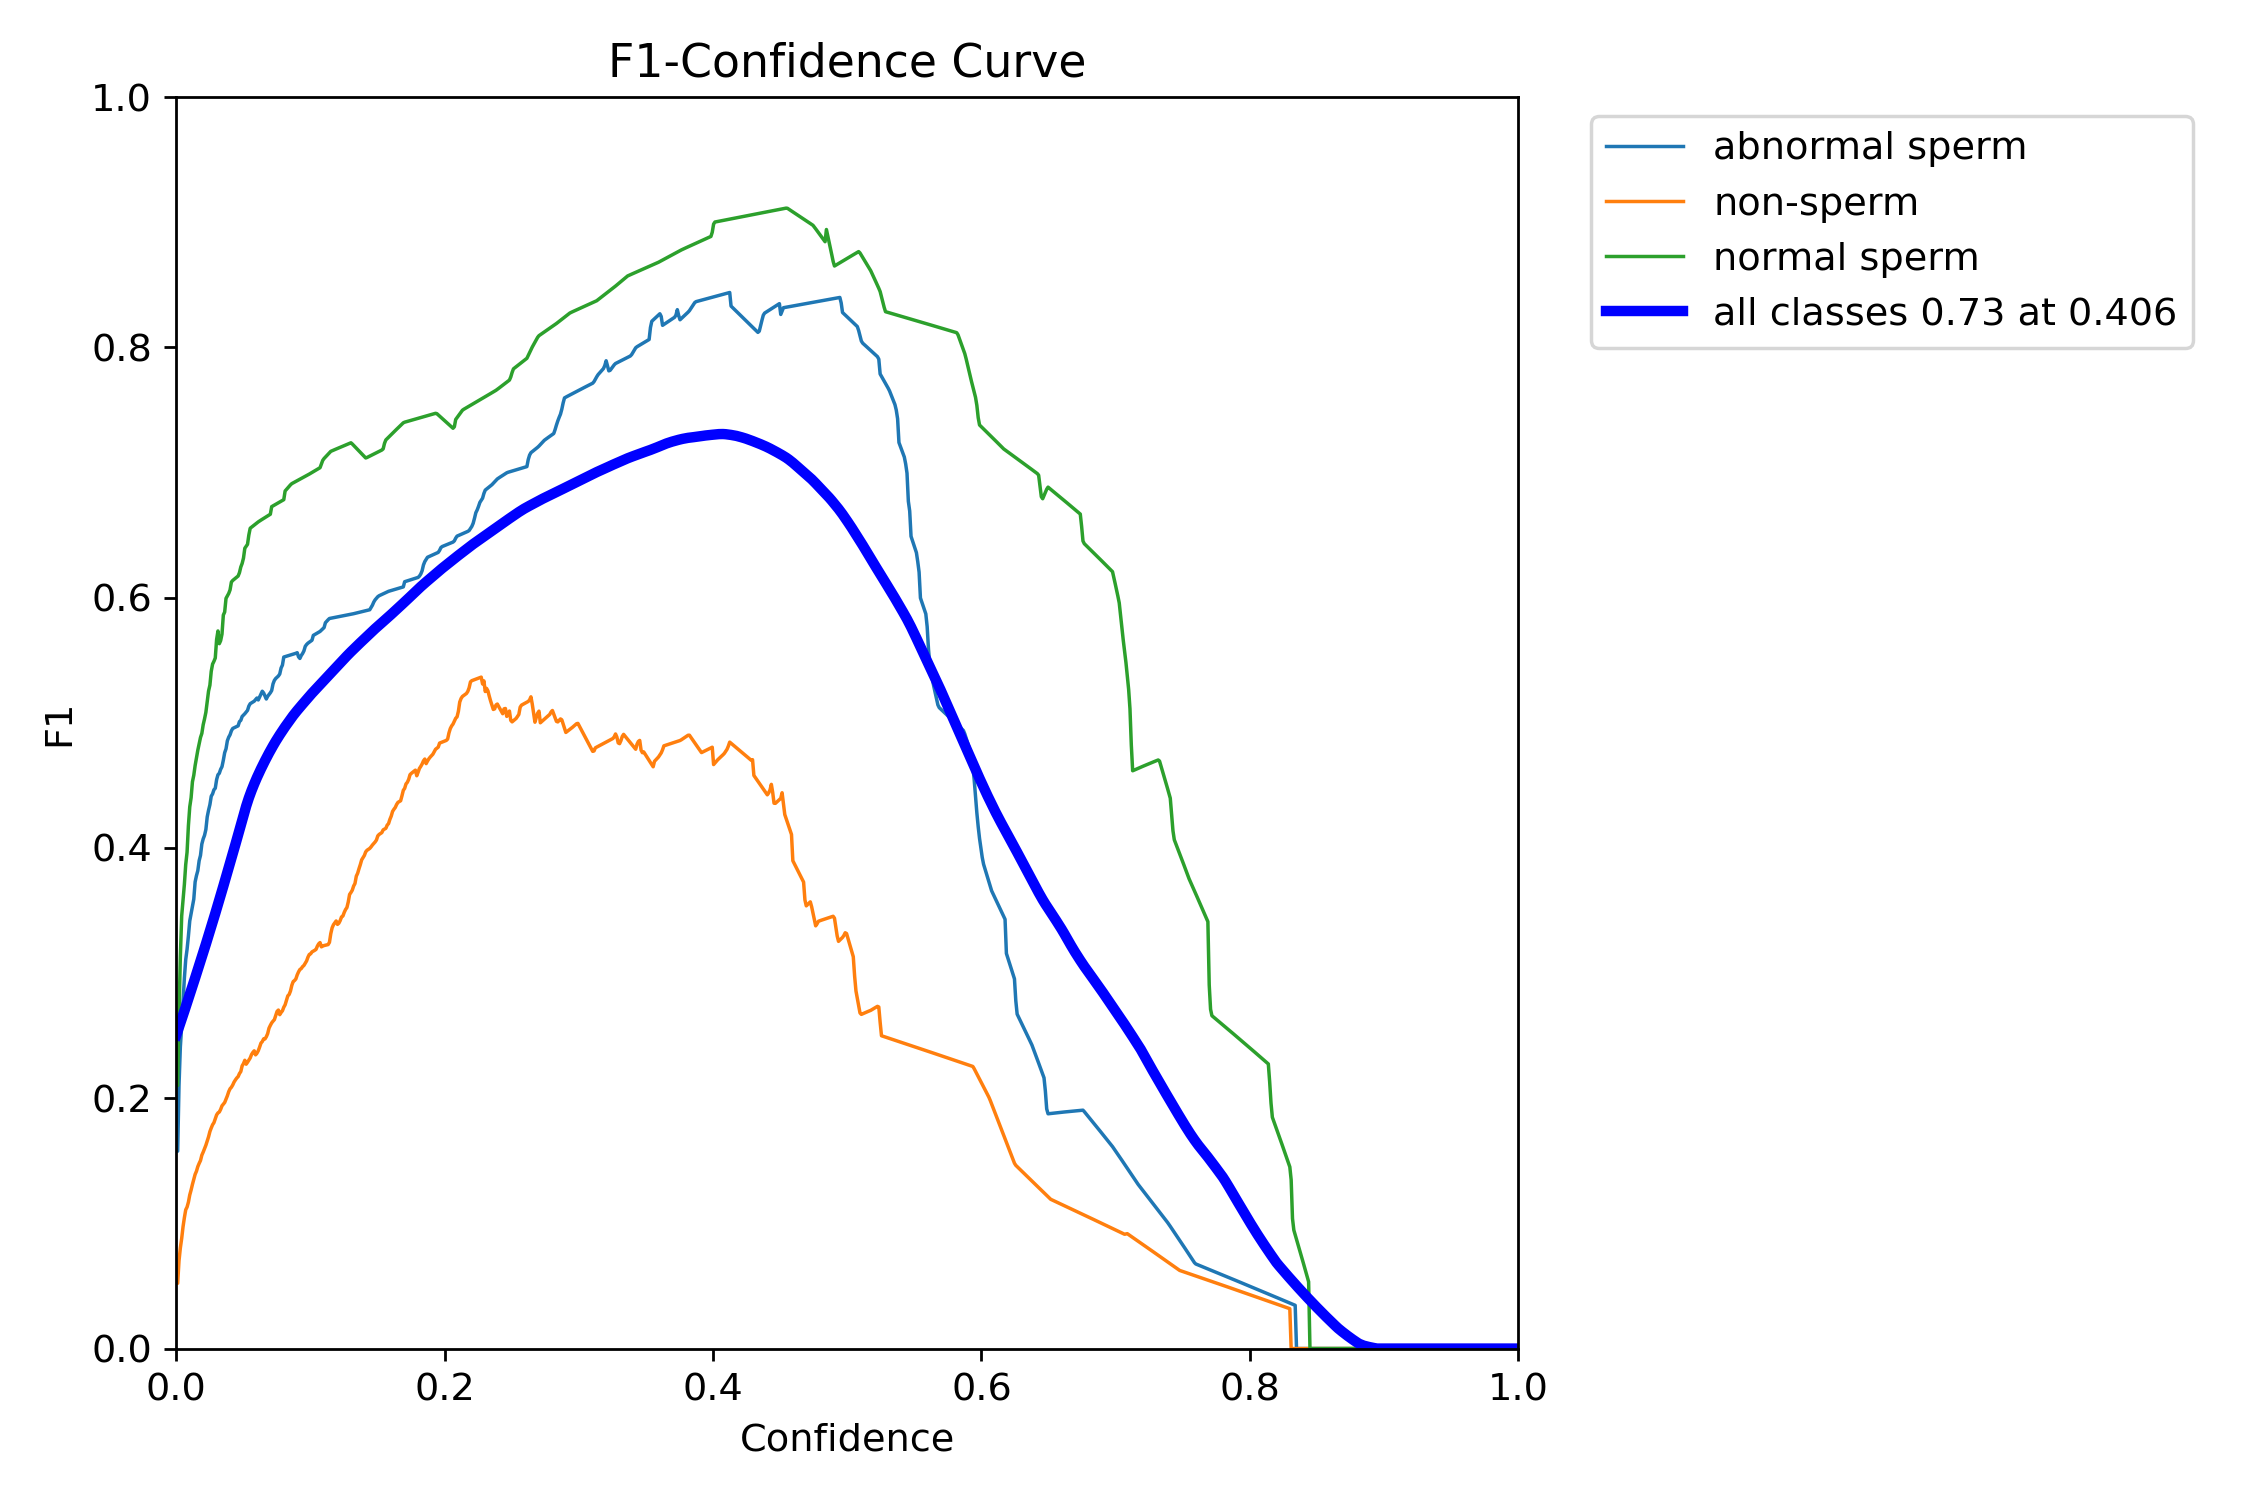 F1-Confidence Curve
1.0
0.8
0.6
0.4
0.2
0.0
F1
0.0 0.2 0.4 0.6 0.8 1.0
Confidence
abnormal sperm
non-sperm
normal sperm
all classes 0.73 at 0.406